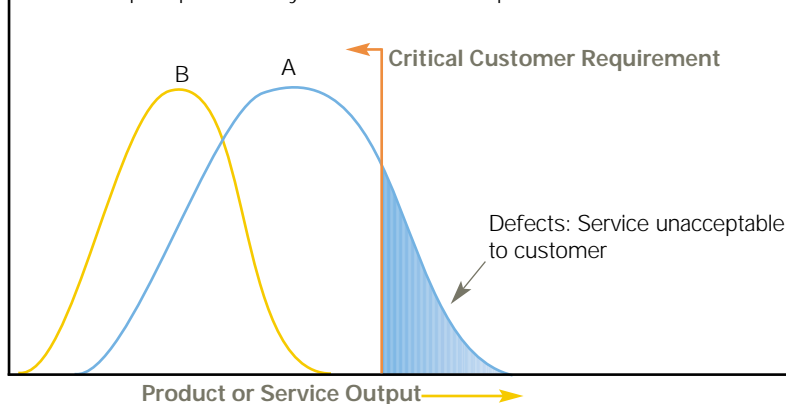 B
A
Critical Customer Requirement
Defects: Service unacceptable
to customer
Product or Service Output